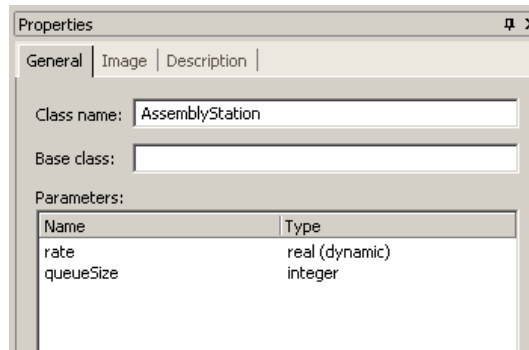 Properties
General Image Description
Class name: AssemblyStation
Base class:
Parameters:
Name Type
rate real (dynamic)
queueSize integer